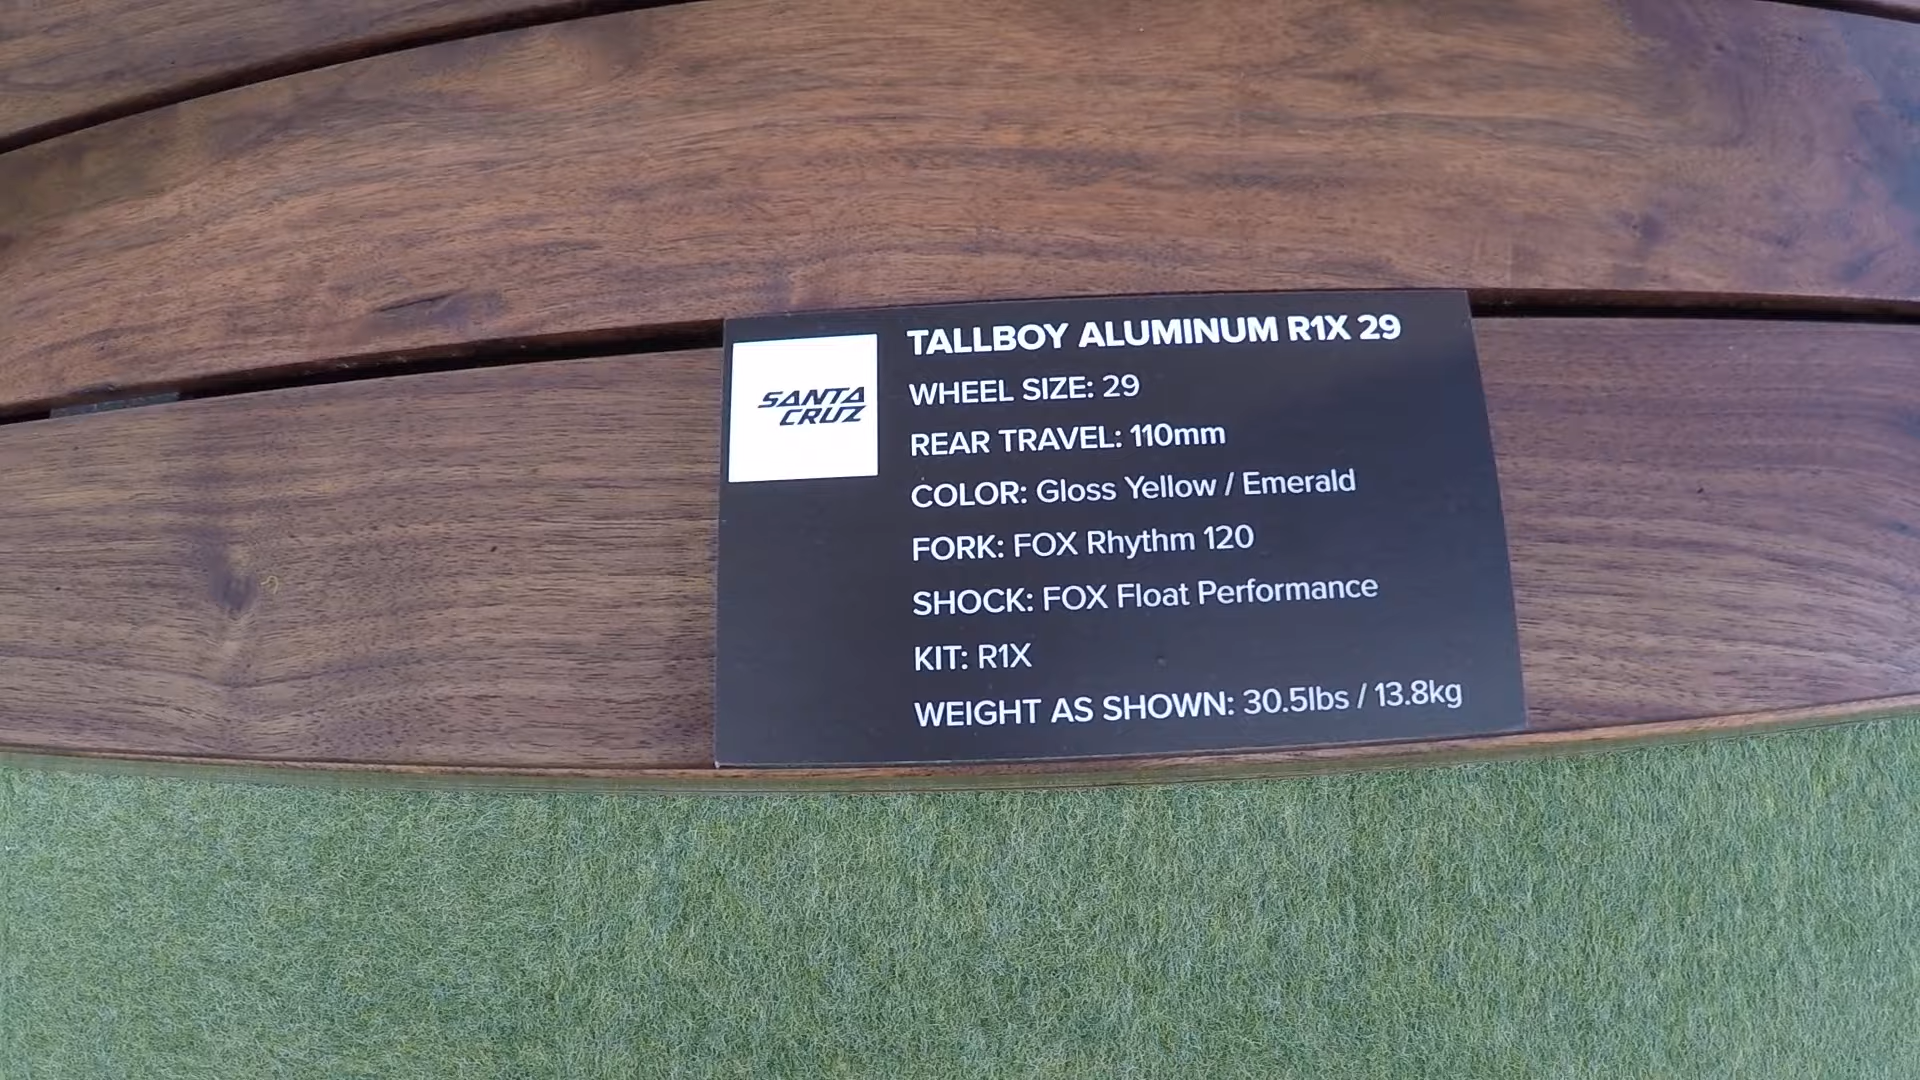 SANTA
CRUZ
TALLBOY ALUMINUM R1X 29
WHEEL SIZE: 29
REAR TRAVEL: 110mm
COLOR: Gloss Yellow / Emerald
FORK: FOX Rhythm 120
SHOCK: FOX Float Performance
KIT: R1X
WEIGHT AS SHOWN: 30.5lbs / 13.8kg